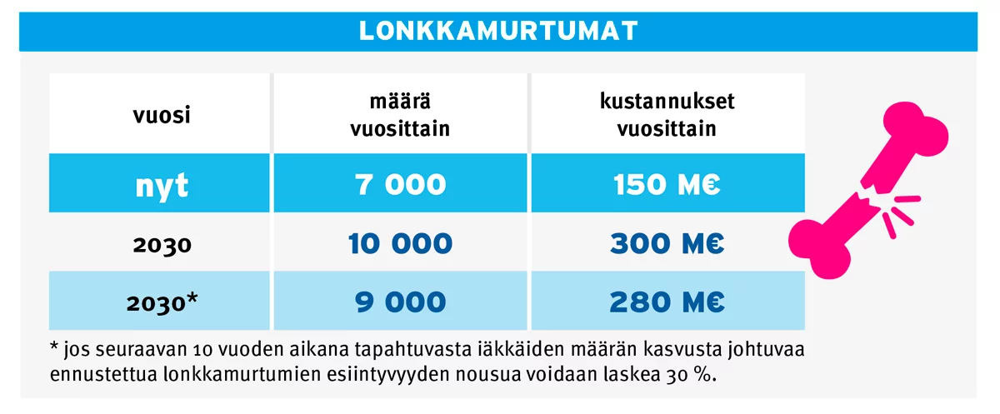 LONKKAMURTUMAT
vuosi
määrä
vuosittain
kustannukset
vuosittain
nyt 7 000 150 M€
2030 10 000 300 M€
2030* 9 000 280 M€
* jos seuraavan 10 vuoden aikana tapahtuvasta iäkkäiden määrän kasvusta johtuvaa
ennustettua lonkkamurtumien esiintyvyyden nousua voidaan laskea 30 %.